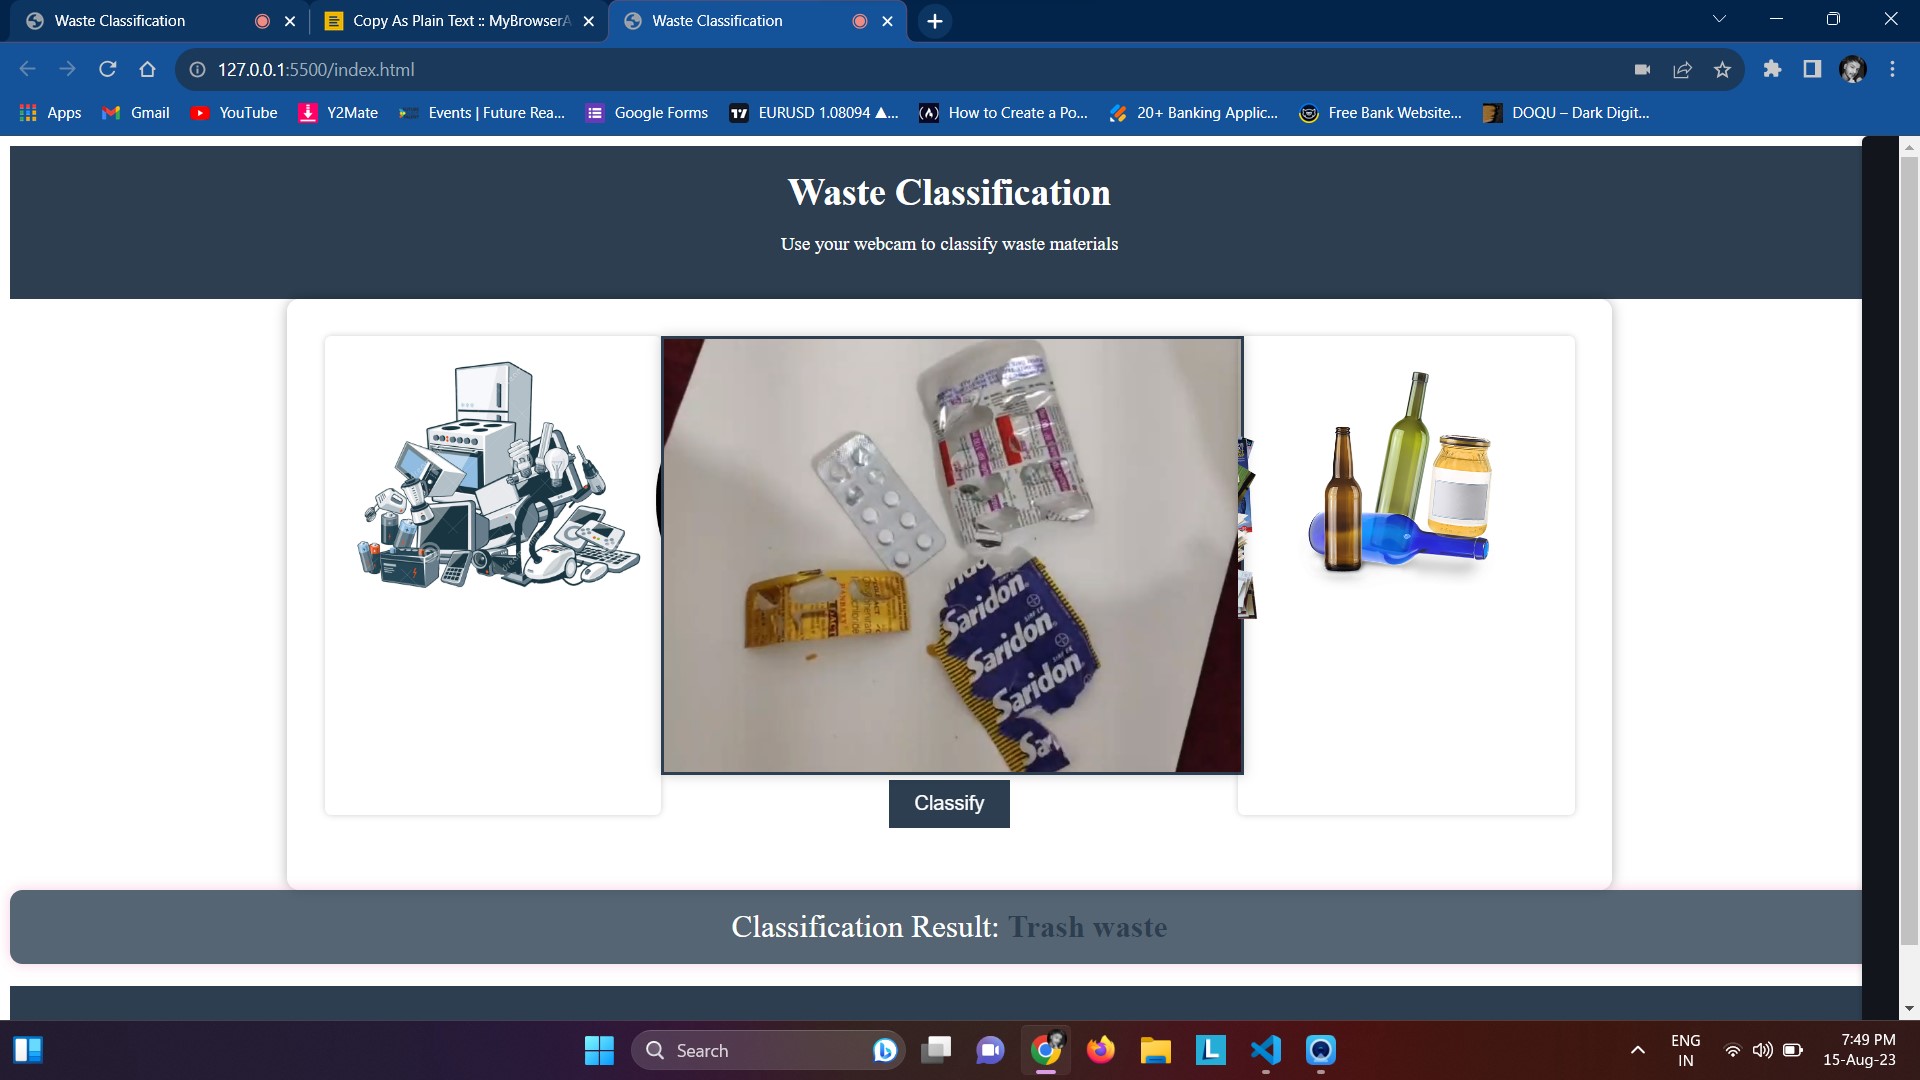 Waste Classification
Copy As Plain Text :: MyBrowserA
Waste Classification
127.0.0.1:5500/index.html
Apps
Gmail
YouTube
Y2Mate
Events | Future Rea...
Google Forms
EURUSD 1.08094 ▲...
How to Create a Po...
20+ Banking Applic...
Free Bank Website...
DOQU – Dark Digit...
Waste Classification
Use your webcam to classify waste materials
Saridon
Saridon
Saridon
Sari
Classify
Classification Result: Trash waste
Search
ENG
IN
7:49 PM
15-Aug-23